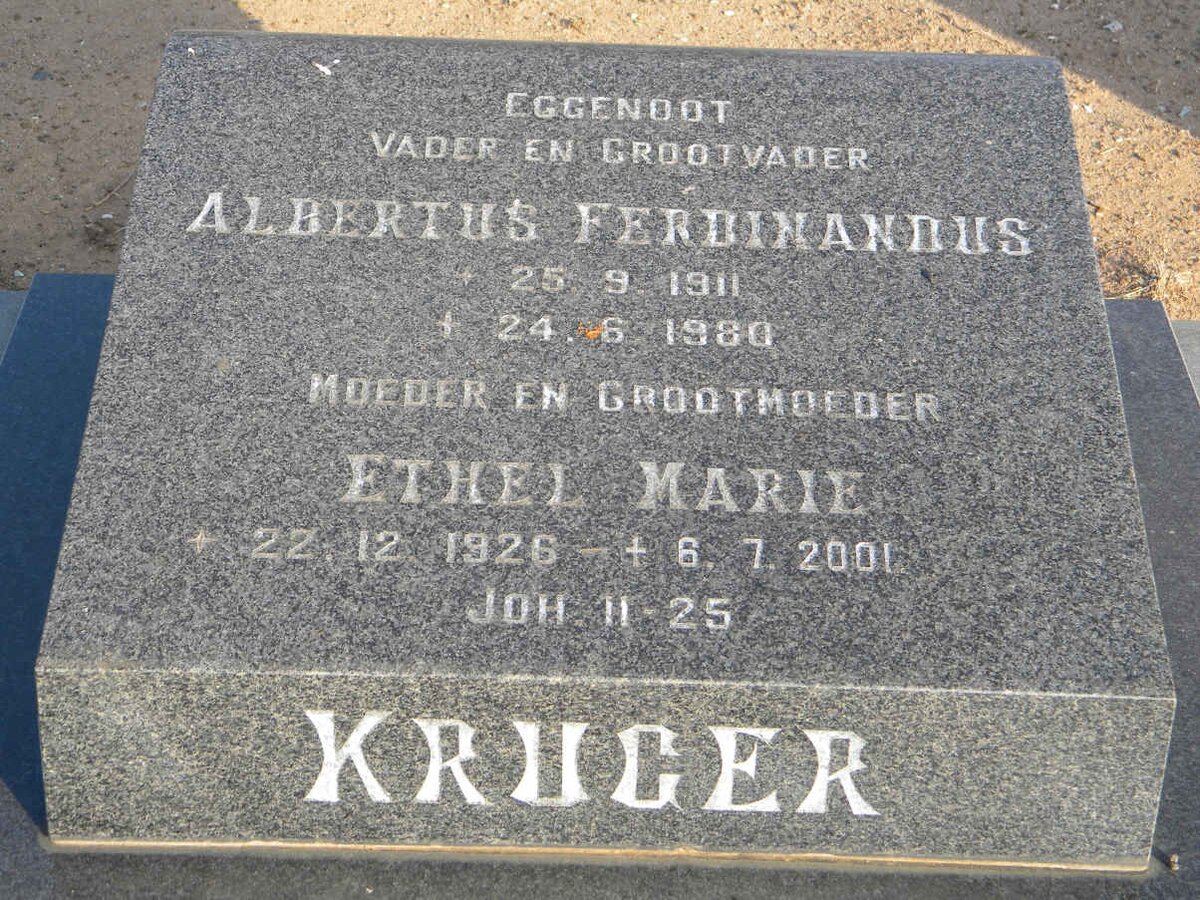 EGGENOOT
VADER EN GROOTVADER
ALBERTUS FERDINANDUS
* 25. 9. 1911
† 24. 6. 1980
MOEDER EN GROOTMOEDER
ETHEL MARIE
* 22. 12. 1926 – † 6. 7. 2001.
JOH. 11-25
KRUGER